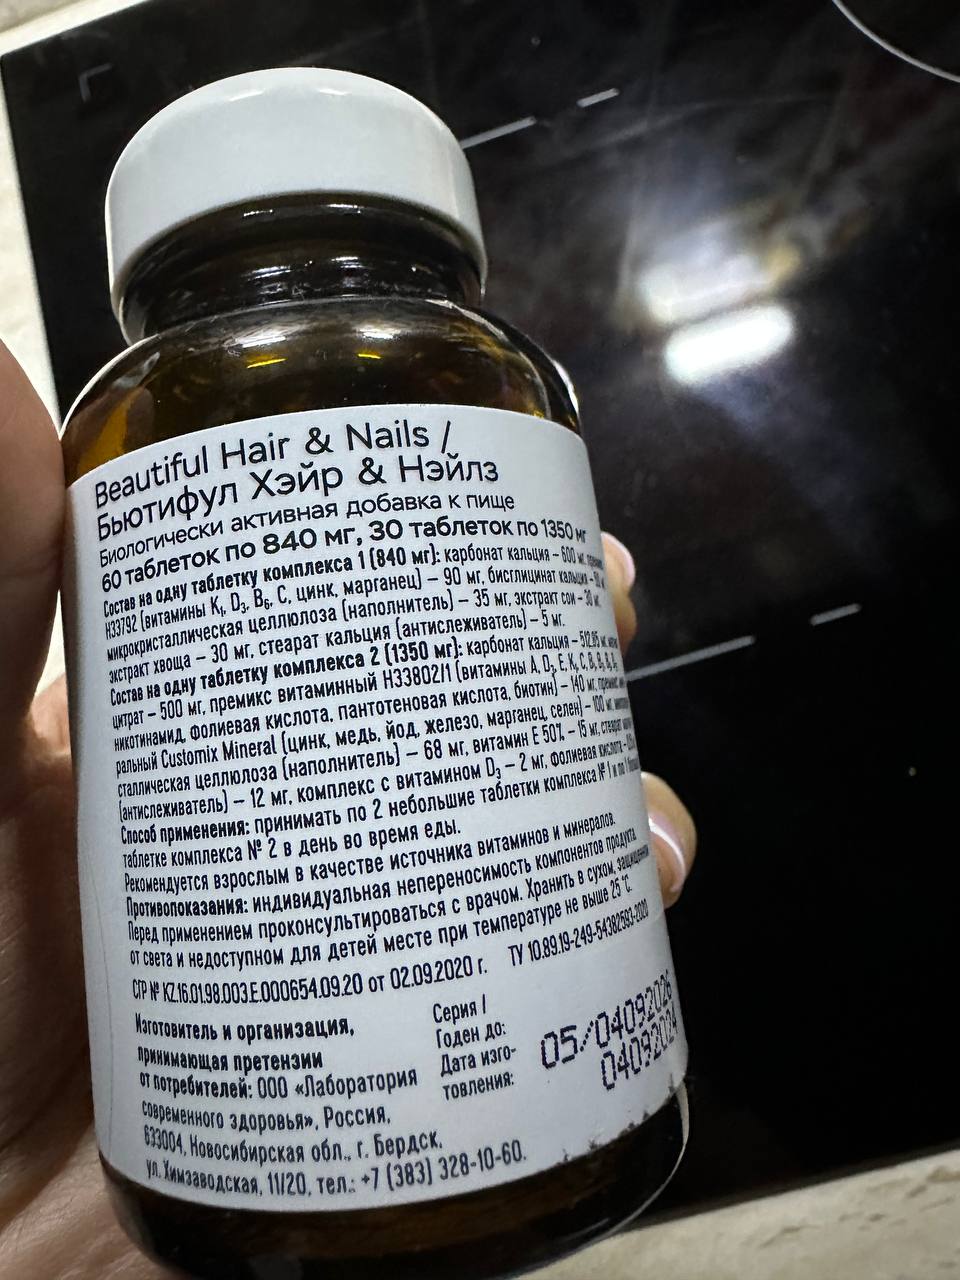 Beautiful Hair & Nails /
Бьютифул Хэйр & Нэйлз
Биологически активная добавка к пище
60 таблеток по 840 мг, 30 таблеток по 1350 мг
Состав на одну таблетку комплекса 1 (840 мг): карбонат кальция – 600 мг,
Н33792 (витамины K₁, D₃, B₆, C, цинк, марганец) – 90 мг, бисглицинат кальция –
микрокристаллическая целлюлоза (наполнитель) – 35 мг, экстракт сои – 30 мг,
экстракт хвоща – 30 мг, стеарат кальция (антислеживатель) – 5 мг.
Состав на одну таблетку комплекса 2 (1350 мг): карбонат кальция – 512,85 мг,
цитрат – 500 мг, премикс витаминный Н33802/1 (витамины A, D₃, E, K₁, C,
никотинамид, фолиевая кислота, пантотеновая кислота, биотин) – 140 мг,
ральный Customix Mineral (цинк, медь, йод, железо, марганец, селен) – 100 мг,
сталлическая целлюлоза (наполнитель) – 68 мг, витамин E 50% – 15 мг, стеарат
(антислеживатель) – 12 мг, комплекс с витамином D₃ – 2 мг, фолиевая кислота –
Способ применения: принимать по 2 небольшие таблетки комплекса № 1 и по 1
таблетке комплекса № 2 в день во время еды.
Рекомендуется взрослым в качестве источника витаминов и минералов.
Противопоказания: индивидуальная непереносимость компонентов продукта.
Перед применением проконсультироваться с врачом. Хранить в сухом, защищенном
от света и недоступном для детей месте при температуре не выше 25 °C.
СГР № KZ.16.01.98.003.E.000654.09.20 от 02.09.2020 г. ТУ 10.89.19-249-54382593-2020
Изготовитель и организация,
принимающая претензии
от потребителей: ООО «Лаборатория
современного здоровья», Россия,
633004, Новосибирская обл., г. Бердск,
ул. Химзаводская, 11/20, тел.: +7 (383) 328-10-60.
Серия /
Годен до:
Дата изго-
товления:
05/04092026
04092024